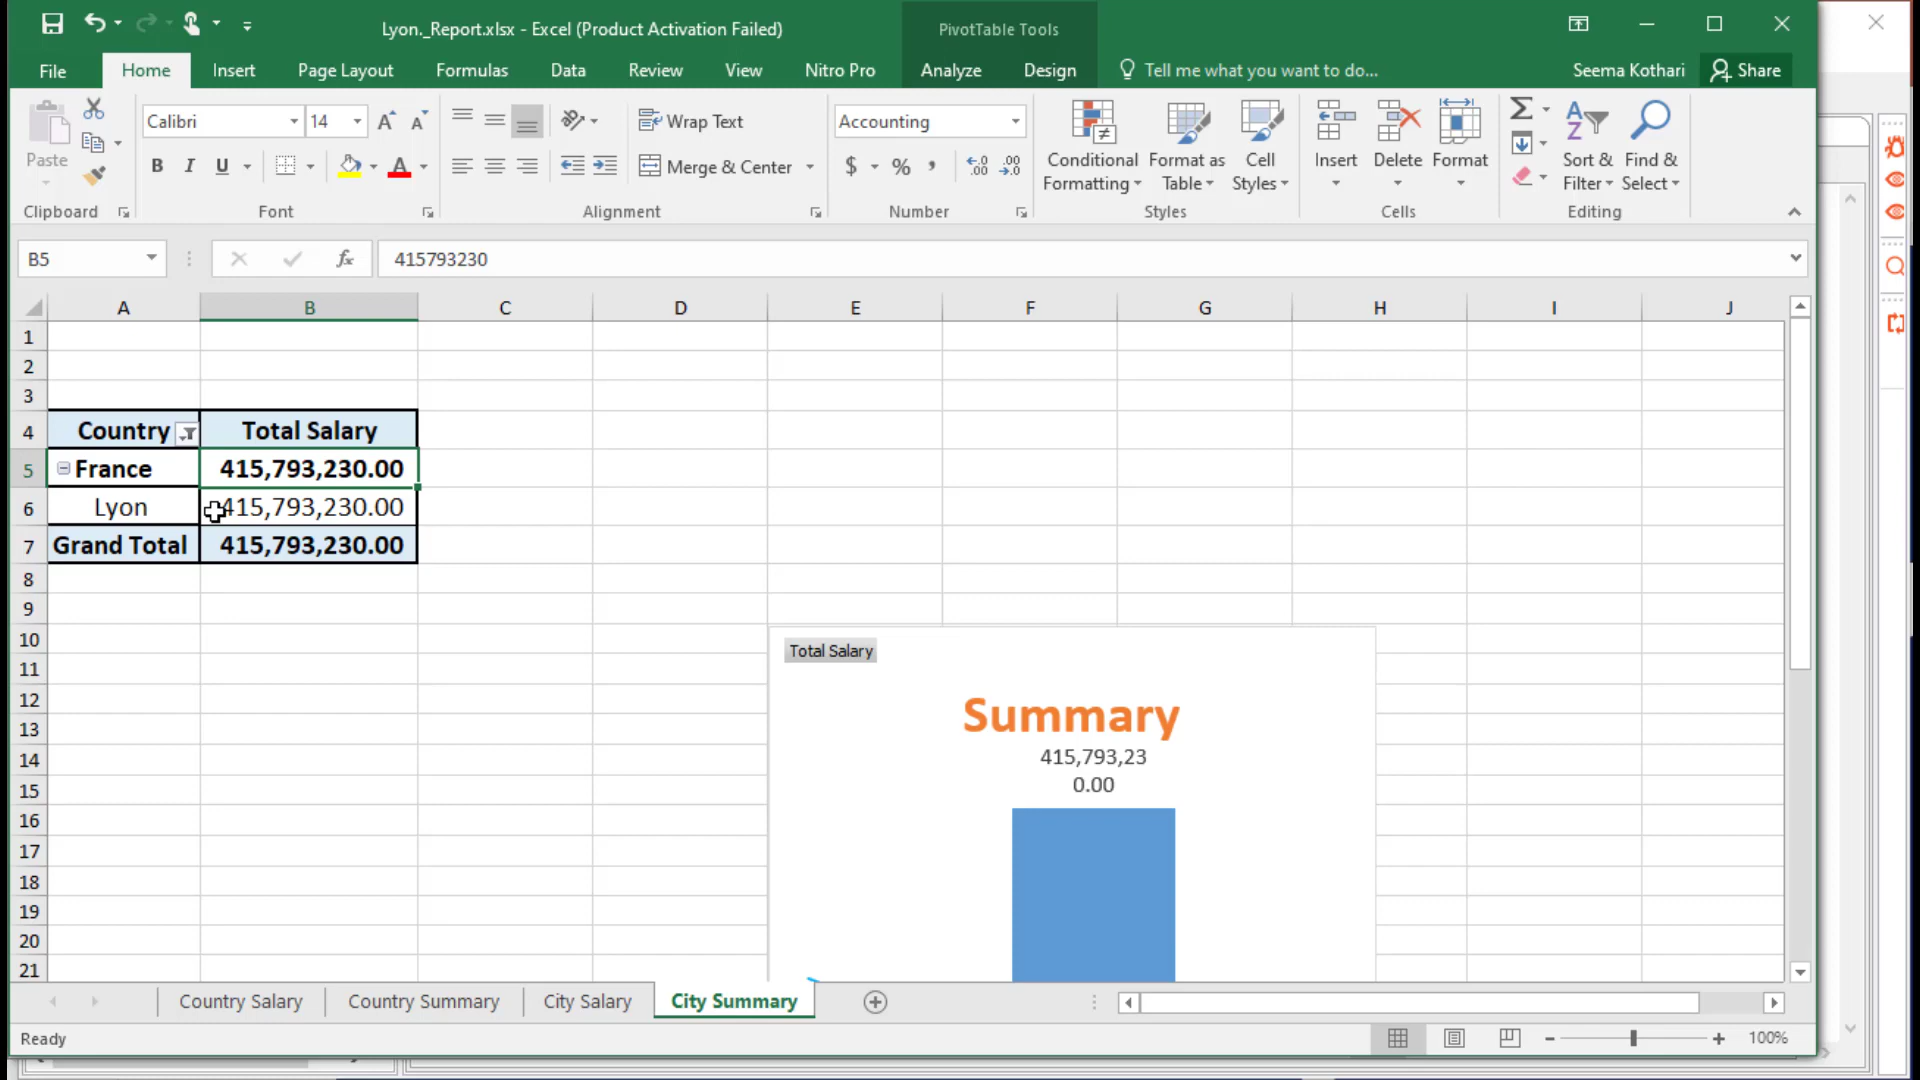 Lyon._Report.xlsx - Excel (Product Activation Failed)
PivotTable Tools
File
Home
Insert
Page Layout
Formulas
Data
Review
View
Nitro Pro
Analyze
Design
Tell me what you want to do...
Seema Kothari
Share
Paste
Clipboard
Calibri
14
B I U
Font
Wrap Text
Merge & Center
Alignment
Accounting
$ % ,
Number
Conditional
Formatting
Format as
Table
Cell
Styles
Styles
Insert
Delete
Format
Cells
Sort &
Filter
Find &
Select
Editing
B5
fx
415793230
A B C D E F G H I J
1
2
3
4 Country Total Salary
5 France 415,793,230.00
6 Lyon 415,793,230.00
7 Grand Total 415,793,230.00
8
9
10
11
12
13
14
15
16
17
18
19
20
21
Total Salary
Summary
415,793,23
0.00
Country Salary
Country Summary
City Salary
City Summary
Ready
100%